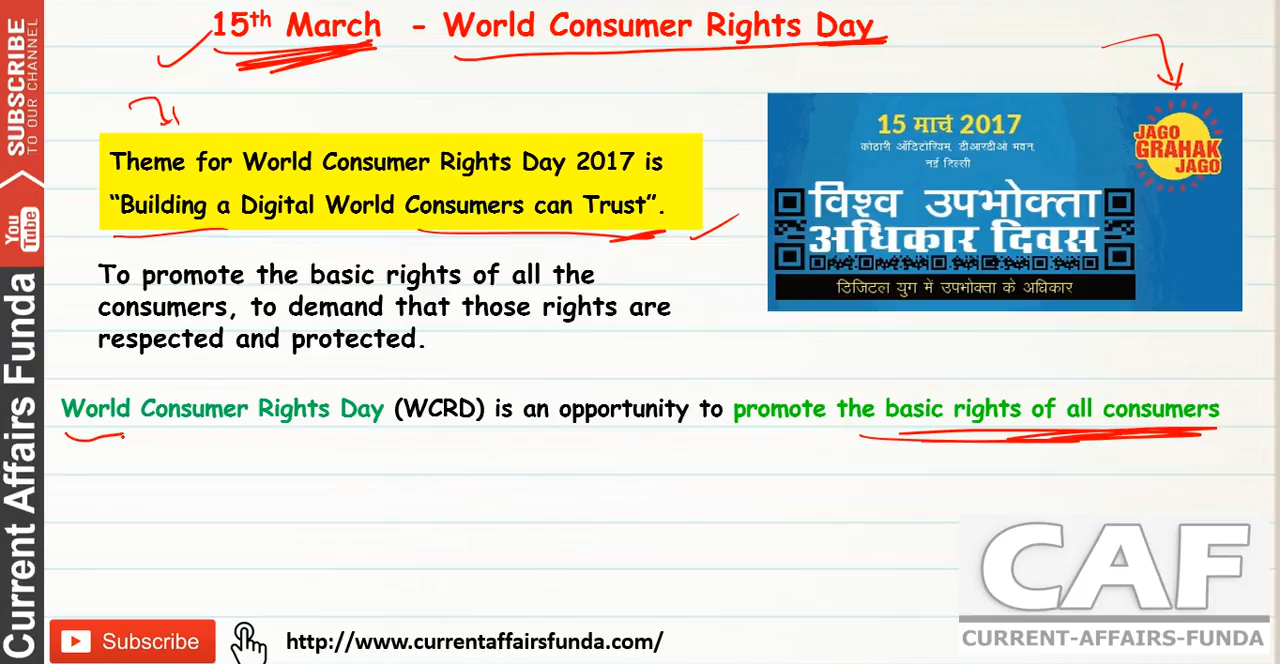 15th March - World Consumer Rights Day
Theme for World Consumer Rights Day 2017 is
“Building a Digital World Consumers can Trust”.
To promote the basic rights of all the
consumers, to demand that those rights are
respected and protected.
15 मार्च 2017
कोठारी ऑडिटोरियम, डीआरडीओ भवन,
नई दिल्ली
JAGO
GRAHAK
JAGO
विश्व उपभोक्ता
अधिकार दिवस
डिजिटल युग में उपभोक्ता के अधिकार
World Consumer Rights Day (WCRD) is an opportunity to promote the basic rights of all consumers
SUBSCRIBE
TO OUR CHANNEL
You
Tube
Current Affairs Funda
CAF
CURRENT-AFFAIRS-FUNDA
Subscribe
http://www.currentaffairsfunda.com/